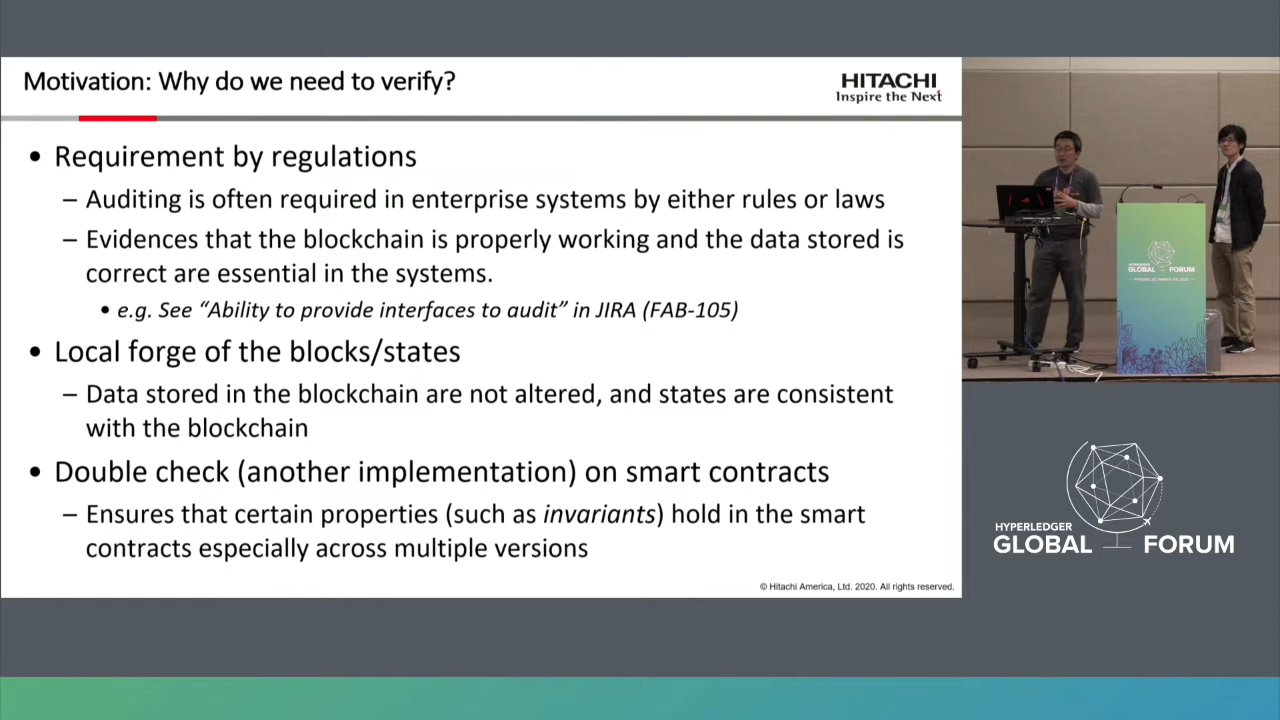 Motivation: Why do we need to verify?
HITACHI
Inspire the Next
• Requirement by regulations
– Auditing is often required in enterprise systems by either rules or laws
– Evidences that the blockchain is properly working and the data stored is
correct are essential in the systems.
• e.g. See “Ability to provide interfaces to audit” in JIRA (FAB-105)
• Local forge of the blocks/states
– Data stored in the blockchain are not altered, and states are consistent
with the blockchain
• Double check (another implementation) on smart contracts
– Ensures that certain properties (such as invariants) hold in the smart
contracts especially across multiple versions
© Hitachi America, Ltd. 2020. All rights reserved.
HYPERLEDGER
GLOBAL FORUM
HYPERLEDGER
GLOBAL FORUM